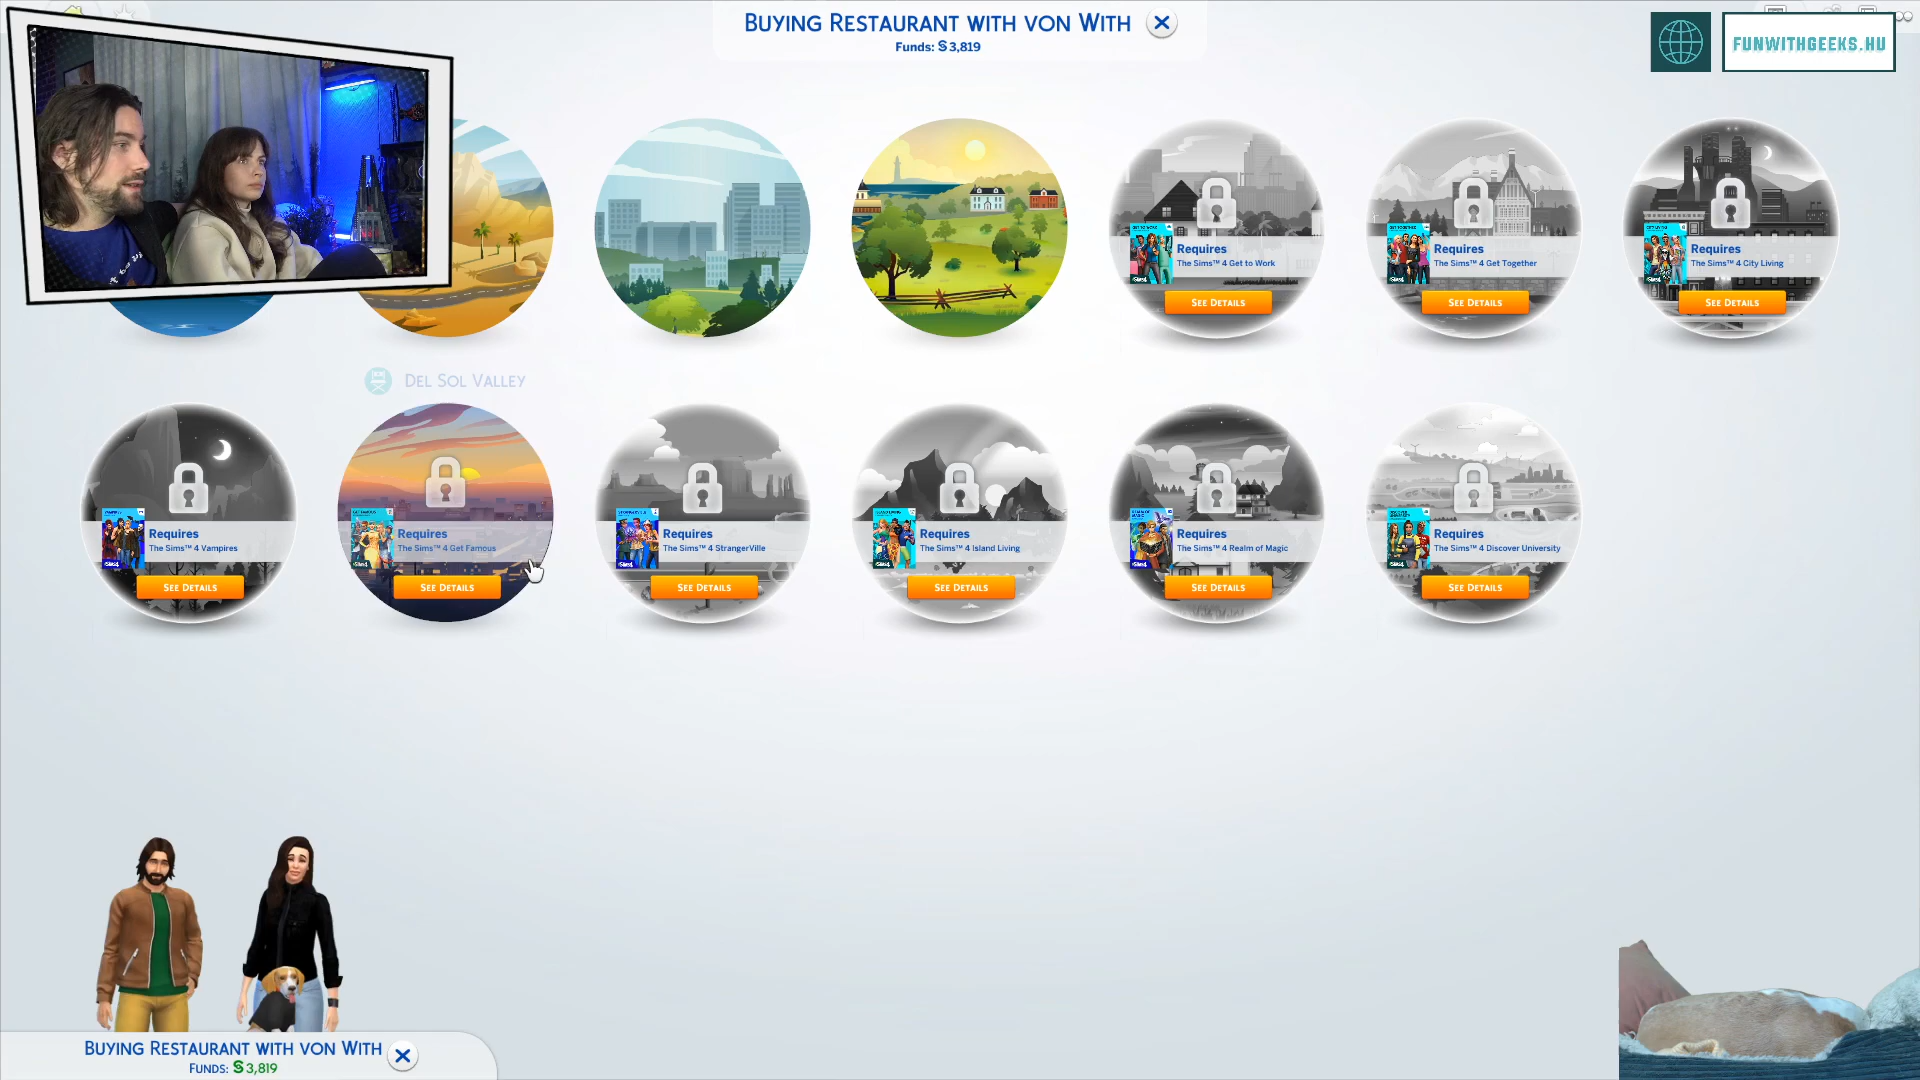 BUYING RESTAURANT WITH VON WITH
Funds: §3,819
FUNWITHGEEKS.HU
Requires
The Sims™ 4 Get to Work
SEE DETAILS
Requires
The Sims™ 4 Get Together
SEE DETAILS
Requires
The Sims™ 4 City Living
SEE DETAILS
DEL SOL VALLEY
Requires
The Sims™ 4 Vampires
SEE DETAILS
Requires
The Sims™ 4 Get Famous
SEE DETAILS
Requires
The Sims™ 4 StrangerVille
SEE DETAILS
Requires
The Sims™ 4 Island Living
SEE DETAILS
Requires
The Sims™ 4 Realm of Magic
SEE DETAILS
Requires
The Sims™ 4 Discover University
SEE DETAILS
BUYING RESTAURANT WITH VON WITH
FUNDS: §3,819